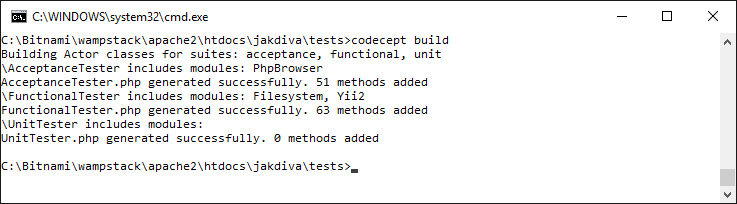 C:\WINDOWS\system32\cmd.exe
C:\Bitnami\wampstack\apache2\htdocs\jakdiva\tests>codecept build
Building Actor classes for suites: acceptance, functional, unit
\AcceptanceTester includes modules: PhpBrowser
AcceptanceTester.php generated successfully. 51 methods added
\FunctionalTester includes modules: Filesystem, Yii2
FunctionalTester.php generated successfully. 63 methods added
\UnitTester includes modules:
UnitTester.php generated successfully. 0 methods added
C:\Bitnami\wampstack\apache2\htdocs\jakdiva\tests>